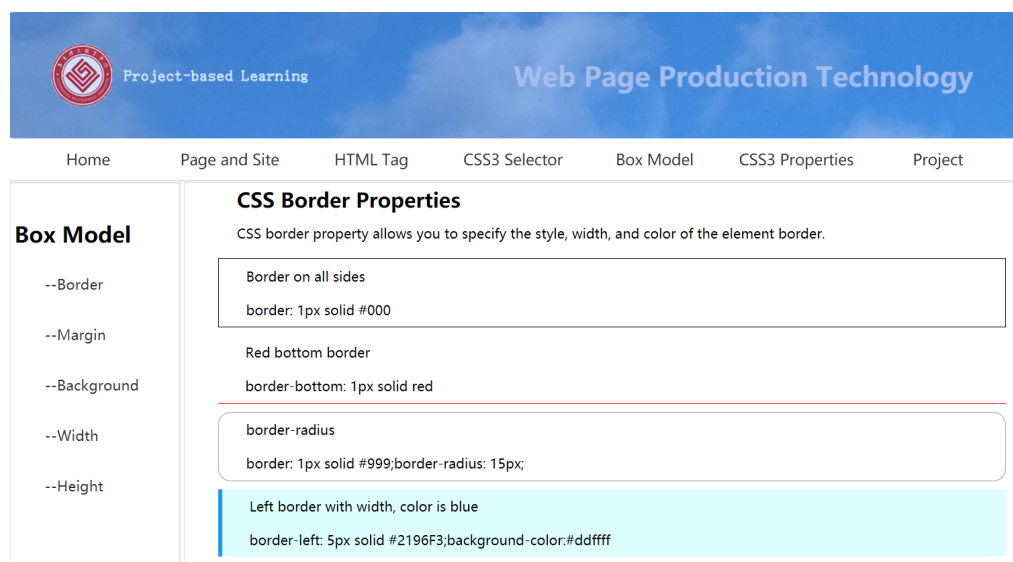 Project-based Learning
Web Page Production Technology
Home Page and Site HTML Tag CSS3 Selector Box Model CSS3 Properties Project
Box Model
--Border
--Margin
--Background
--Width
--Height
CSS Border Properties
CSS border property allows you to specify the style, width, and color of the element border.
Border on all sides
border: 1px solid #000
Red bottom border
border-bottom: 1px solid red
border-radius
border: 1px solid #999;border-radius: 15px;
Left border with width, color is blue
border-left: 5px solid #2196F3;background-color:#ddffff